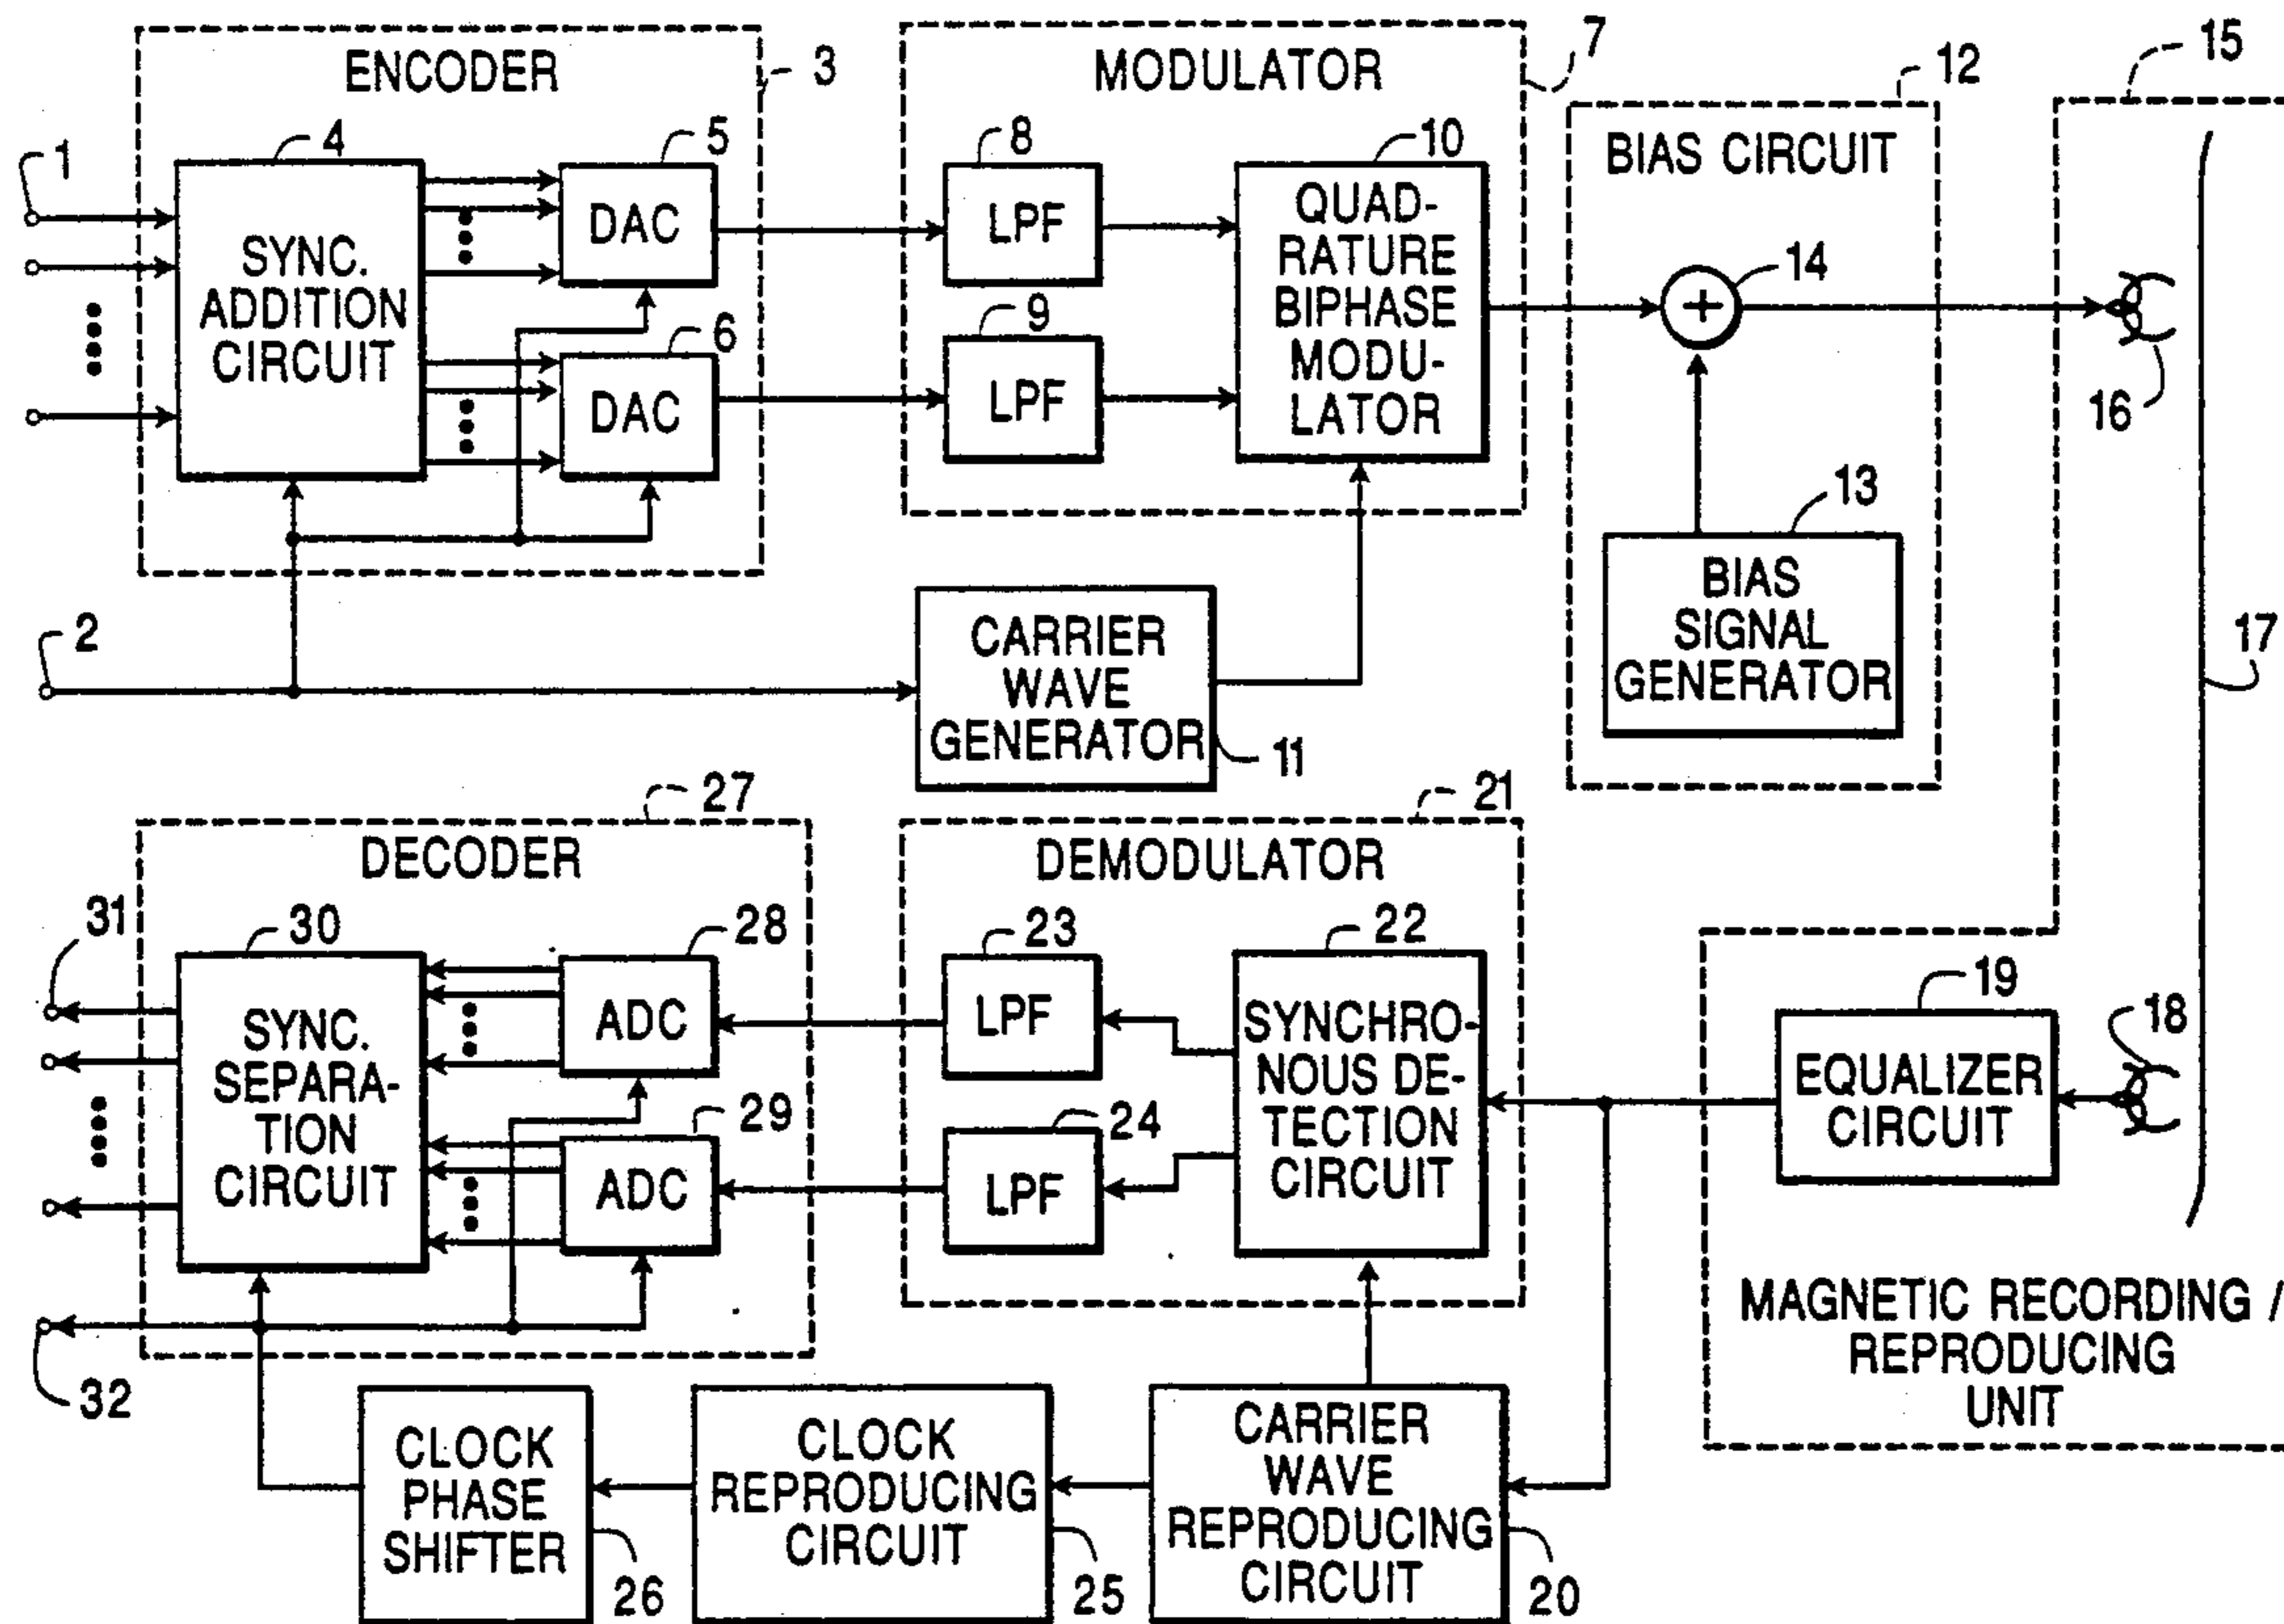 ENCODER
3
MODULATOR
7
12
15
1
4
5
8
10
BIAS CIRCUIT
SYNC.
ADDITION
CIRCUIT
DAC
LPF
QUAD-
RATURE
BIPHASE
MODU-
LATOR
14
+
6
DAC
9
LPF
16
13
BIAS
SIGNAL
GENERATOR
17
2
CARRIER
WAVE
GENERATOR
11
27
DECODER
21
DEMODULATOR
31
30
28
23
22
19
18
SYNC.
SEPARA-
TION
CIRCUIT
ADC
LPF
SYNCHRO-
NOUS DE-
TECTION
CIRCUIT
EQUALIZER
CIRCUIT
29
ADC
24
LPF
MAGNETIC RECORDING /
REPRODUCING
UNIT
32
CLOCK
PHASE
SHIFTER
26
CLOCK
REPRODUCING
CIRCUIT
25
CARRIER
WAVE
REPRODUCING
CIRCUIT
20